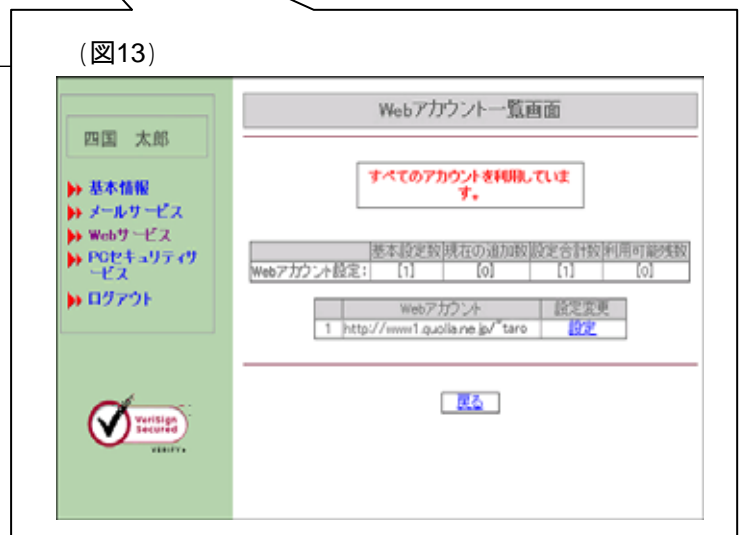 (図13)
四国　太郎
基本情報
メールサービス
Webサービス
PCセキュリティサ
ービス
ログアウト
VeriSign
Secured
VERIFY▸
Webアカウント一覧画面
すべてのアカウントを利用していま
す。
基本設定数 現在の追加数 設定合計数 利用可能残数
Webアカウント設定: [1] [0] [1] [0]
Webアカウント 設定変更
1 http://www1.quolia.ne.jp/~taro 設定
戻る